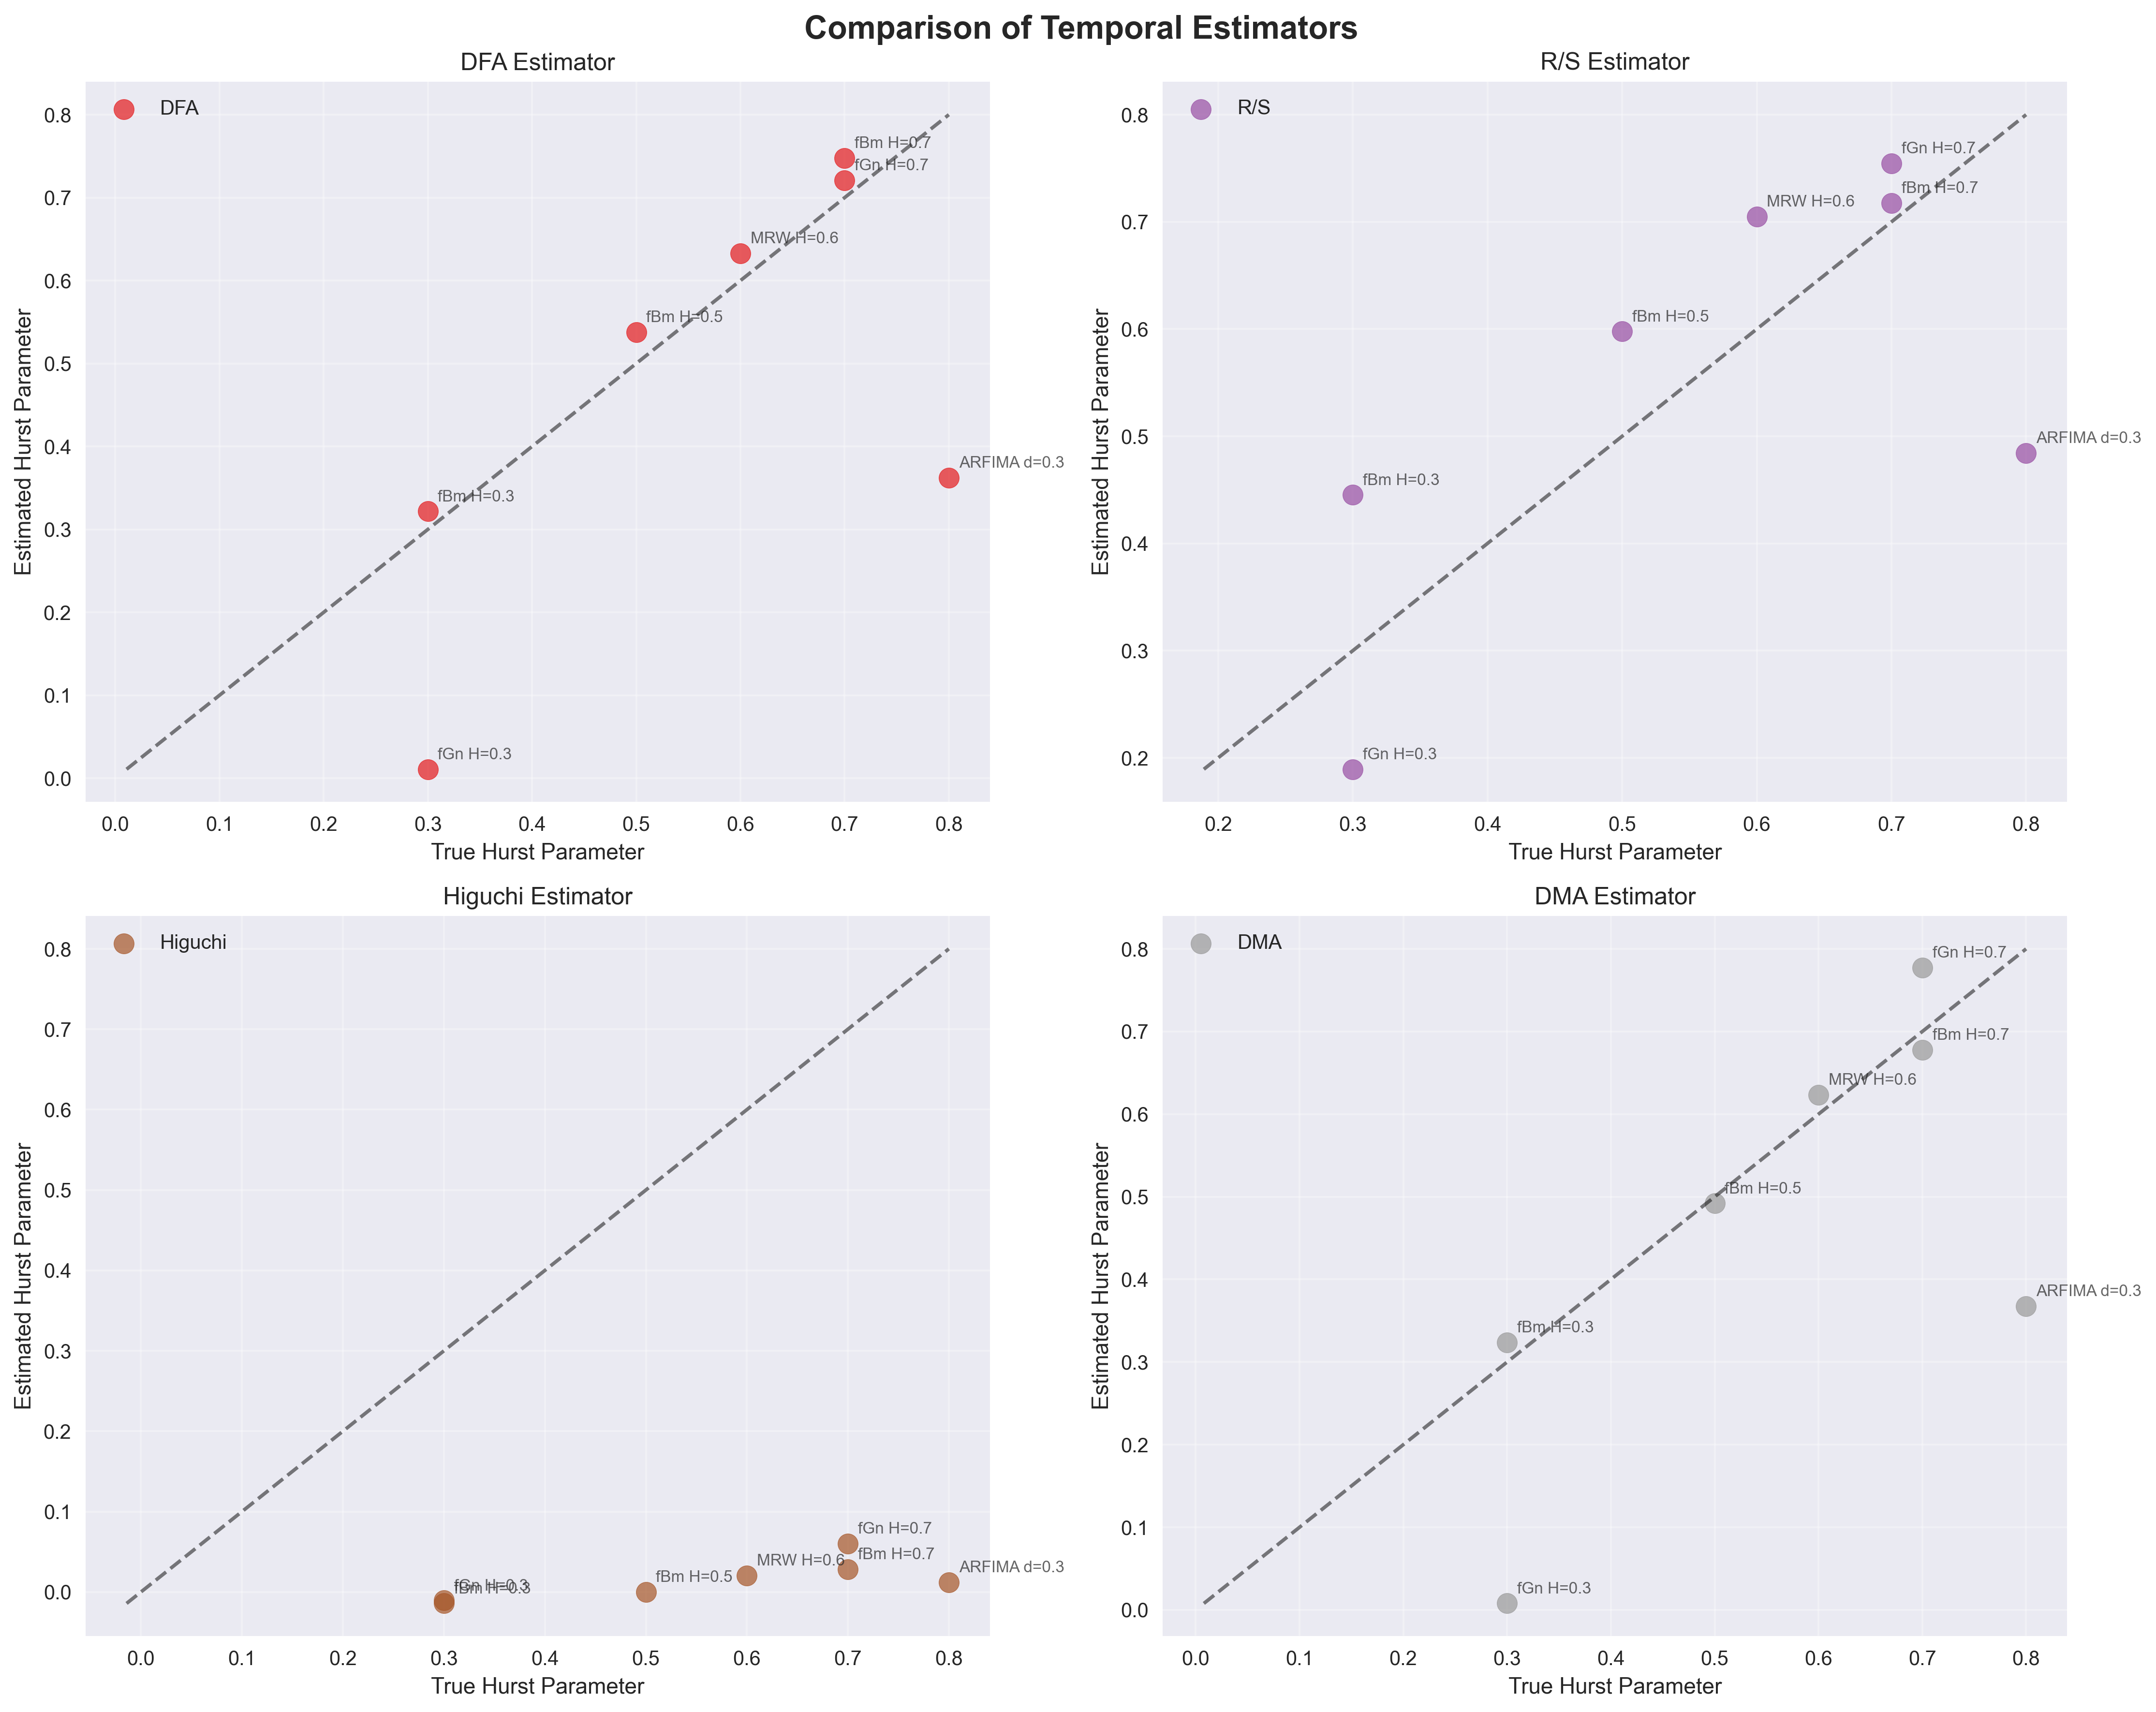 Comparison of Temporal Estimators
DFA Estimator
DFA
fBm H=0.7
fGn H=0.7
MRW H=0.6
fBm H=0.5
ARFIMA d=0.3
fBm H=0.3
fGn H=0.3
0.8
0.7
0.6
0.5
0.4
0.3
0.2
0.1
0.0
Estimated Hurst Parameter
0.0 0.1 0.2 0.3 0.4 0.5 0.6 0.7 0.8
True Hurst Parameter
R/S Estimator
R/S
fGn H=0.7
fBm H=0.7
MRW H=0.6
fBm H=0.5
ARFIMA d=0.3
fBm H=0.3
fGn H=0.3
0.8
0.7
0.6
0.5
0.4
0.3
0.2
Estimated Hurst Parameter
0.2 0.3 0.4 0.5 0.6 0.7 0.8
True Hurst Parameter
Higuchi Estimator
Higuchi
fGn H=0.7
fBm H=0.7
MRW H=0.6
ARFIMA d=0.3
fBm H=0.5
fGn H=0.3
fBm H=0.3
0.8
0.7
0.6
0.5
0.4
0.3
0.2
0.1
0.0
Estimated Hurst Parameter
0.0 0.1 0.2 0.3 0.4 0.5 0.6 0.7 0.8
True Hurst Parameter
DMA Estimator
DMA
fGn H=0.7
fBm H=0.7
MRW H=0.6
fBm H=0.5
ARFIMA d=0.3
fBm H=0.3
fGn H=0.3
0.8
0.7
0.6
0.5
0.4
0.3
0.2
0.1
0.0
Estimated Hurst Parameter
0.0 0.1 0.2 0.3 0.4 0.5 0.6 0.7 0.8
True Hurst Parameter